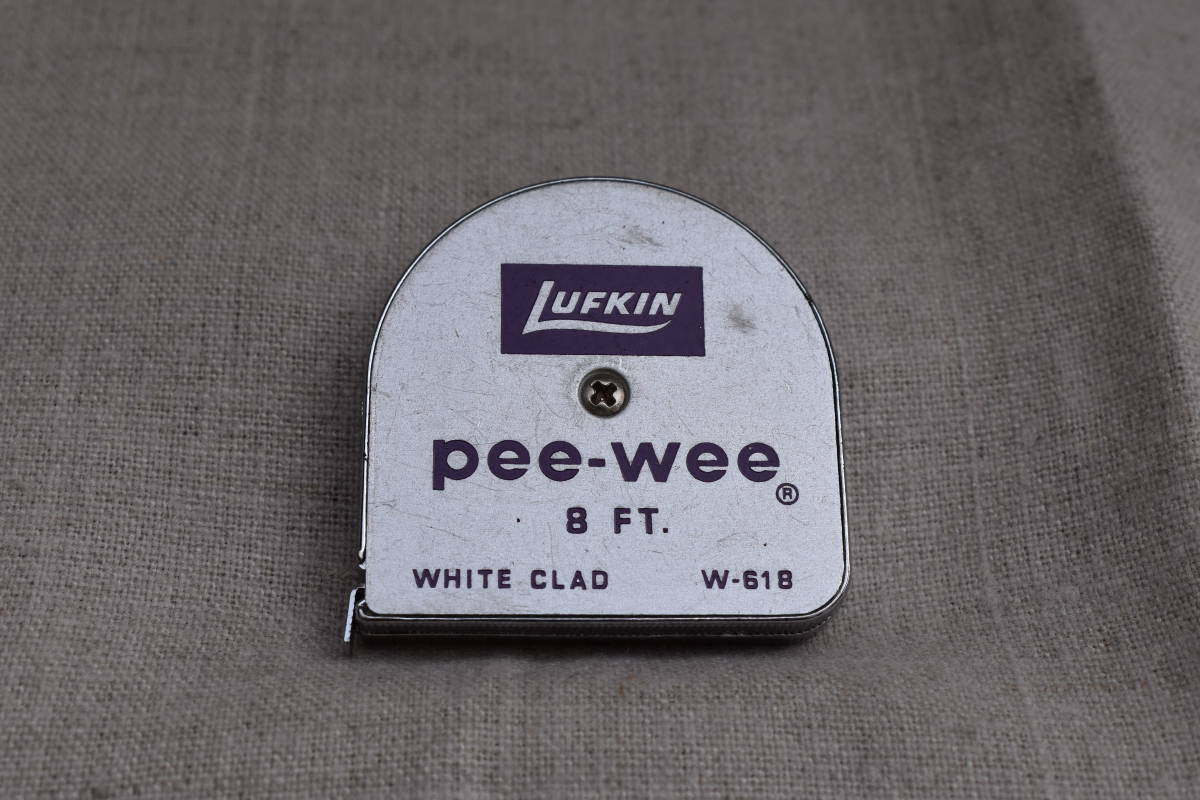 LUFKIN
pee-wee®
8 FT.
WHITE CLAD W-618